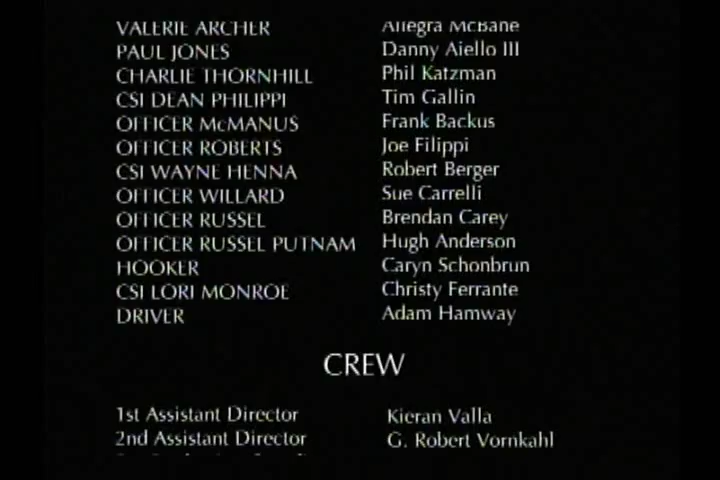 VALERIE ARCHER Allegra McBane
PAUL JONES Danny Aiello III
CHARLIE THORNHILL Phil Katzman
CSI DEAN PHILIPPI Tim Gallin
OFFICER McMANUS Frank Backus
OFFICER ROBERTS Joe Filippi
CSI WAYNE HENNA Robert Berger
OFFICER WILLARD Sue Carrelli
OFFICER RUSSEL Brendan Carey
OFFICER RUSSEL PUTNAM Hugh Anderson
HOOKER Caryn Schonbrun
CSI LORI MONROE Christy Ferrante
DRIVER Adam Hamway
CREW
1st Assistant Director Kieran Valla
2nd Assistant Director G. Robert Vornkahl